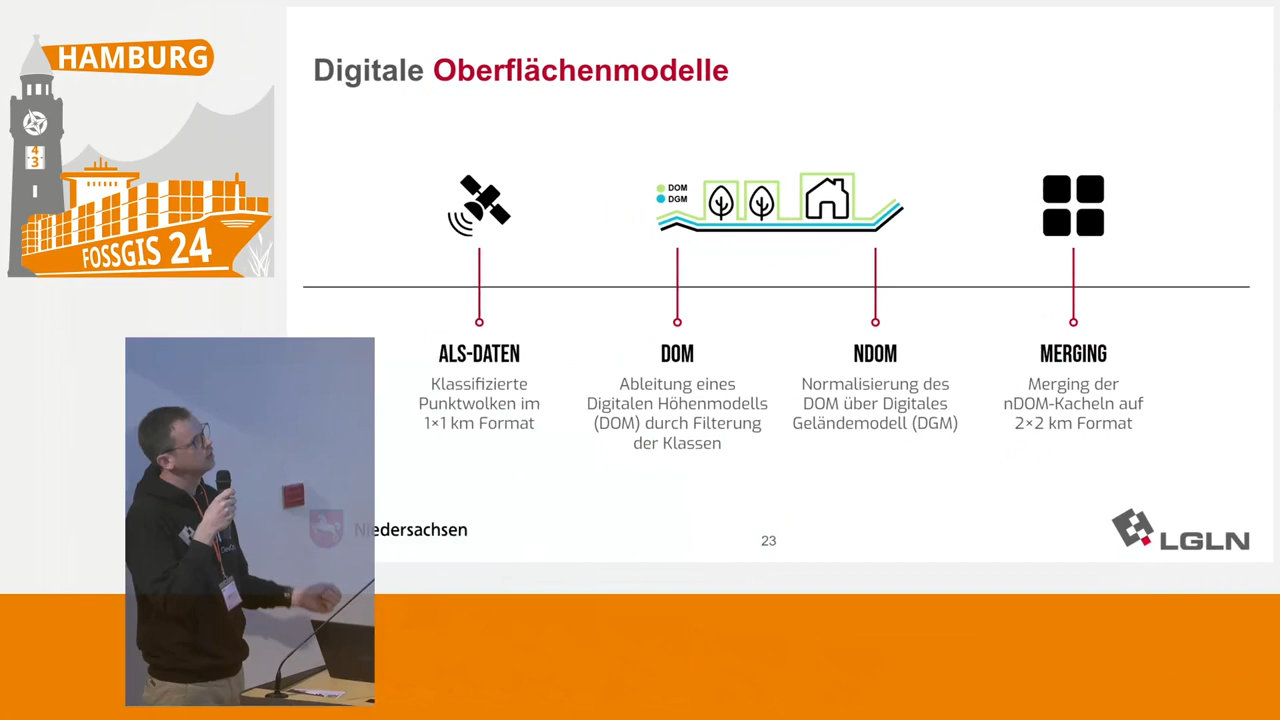 HAMBURG
4
3
FOSSGIS 24
Digitale Oberflächenmodelle
DOM
DGM
ALS-DATEN
Klassifizierte
Punktwolken im
1×1 km Format
DOM
Ableitung eines
Digitalen Höhenmodells
(DOM) durch Filterung
der Klassen
NDOM
Normalisierung des
DOM über Digitales
Geländemodell (DGM)
MERGING
Merging der
nDOM-Kacheln auf
2×2 km Format
Niedersachsen
23
LGLN